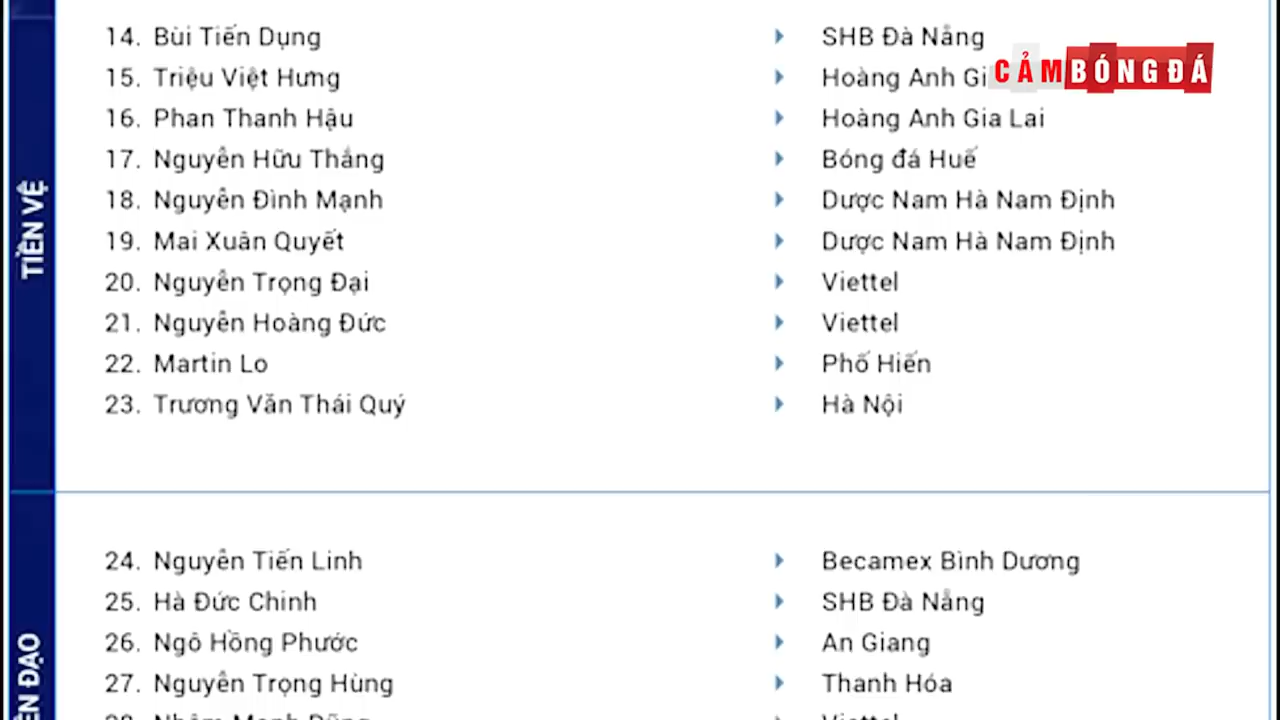 14. Bùi Tiến Dụng SHB Đà Nẵng
CẢM BÓNG ĐÁ
15. Triệu Việt Hưng Hoàng Anh Gi
16. Phan Thanh Hậu Hoàng Anh Gia Lai
17. Nguyễn Hữu Thắng Bóng đá Huế
18. Nguyễn Đình Mạnh Dược Nam Hà Nam Định
19. Mai Xuân Quyết Dược Nam Hà Nam Định
20. Nguyễn Trọng Đại Viettel
21. Nguyễn Hoàng Đức Viettel
22. Martin Lo Phố Hiến
23. Trương Văn Thái Quý Hà Nội
TIỀN VỆ
24. Nguyễn Tiến Linh Becamex Bình Dương
25. Hà Đức Chinh SHB Đà Nẵng
26. Ngô Hồng Phước An Giang
27. Nguyễn Trọng Hùng Thanh Hóa
ĐẠO